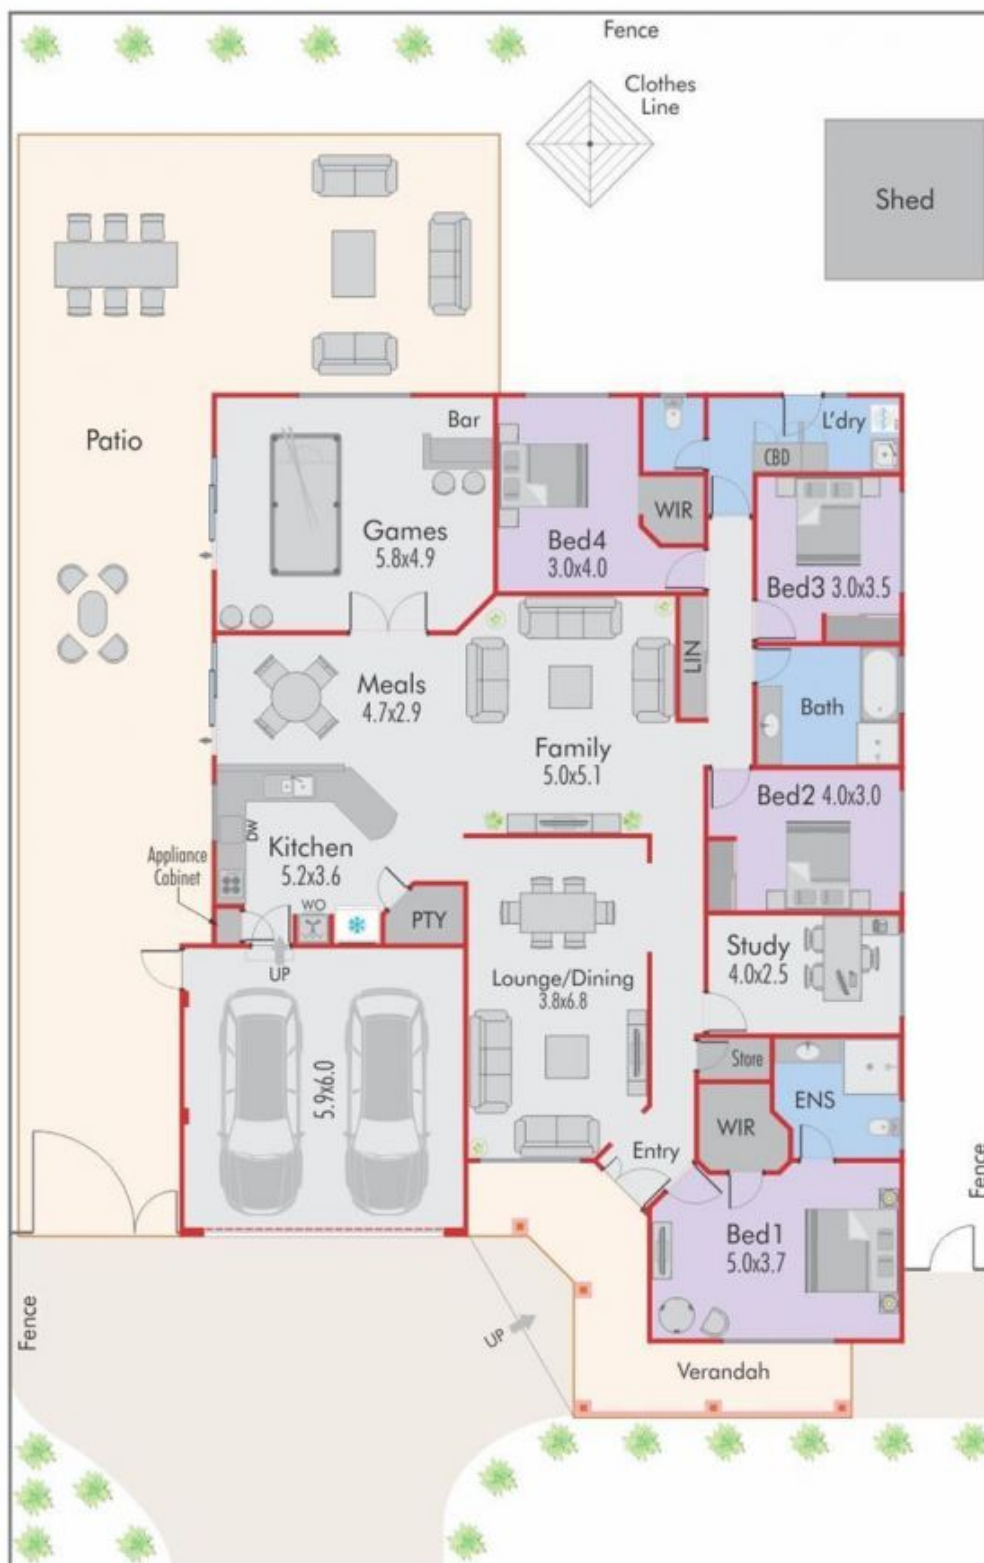 Fence
Clothes
Line
Shed
Patio
Bar
L'dry
CBD
WIR
Games
5.8x4.9
Bed4
3.0x4.0
Bed3 3.0x3.5
LIN
Meals
4.7x2.9
Bath
Family
5.0x5.1
Bed2 4.0x3.0
DW
Kitchen
5.2x3.6
Appliance
Cabinet
WO
PTY
UP
Study
4.0x2.5
Lounge/Dining
3.8x6.8
5.9x6.0
Store
ENS
WIR
Entry
Fence
Bed1
5.0x3.7
Fence
UP
Verandah